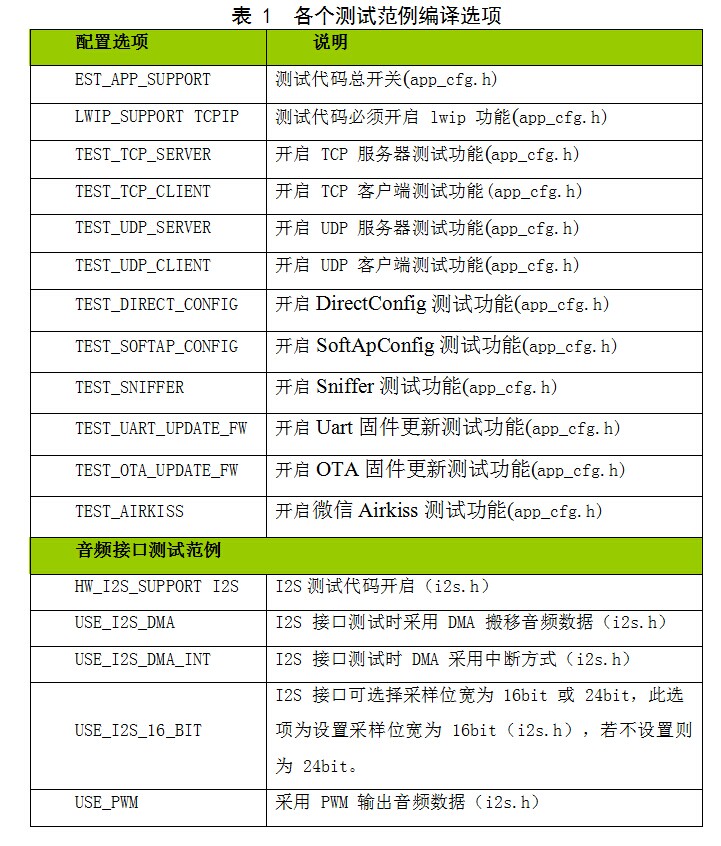 表 1 各个测试范例编译选项
配置选项 说明
EST_APP_SUPPORT 测试代码总开关(app_cfg.h)
LWIP_SUPPORT TCPIP 测试代码必须开启 lwip 功能(app_cfg.h)
TEST_TCP_SERVER 开启 TCP 服务器测试功能(app_cfg.h)
TEST_TCP_CLIENT 开启 TCP 客户端测试功能(app_cfg.h)
TEST_UDP_SERVER 开启 UDP 服务器测试功能(app_cfg.h)
TEST_UDP_CLIENT 开启 UDP 客户端测试功能(app_cfg.h)
TEST_DIRECT_CONFIG 开启 DirectConfig 测试功能(app_cfg.h)
TEST_SOFTAP_CONFIG 开启 SoftApConfig 测试功能(app_cfg.h)
TEST_SNIFFER 开启 Sniffer 测试功能(app_cfg.h)
TEST_UART_UPDATE_FW 开启 Uart 固件更新测试功能(app_cfg.h)
TEST_OTA_UPDATE_FW 开启 OTA 固件更新测试功能(app_cfg.h)
TEST_AIRKISS 开启微信 Airkiss 测试功能(app_cfg.h)
音频接口测试范例
HW_I2S_SUPPORT I2S I2S 测试代码开启（i2s.h）
USE_I2S_DMA I2S 接口测试时采用 DMA 搬移音频数据（i2s.h）
USE_I2S_DMA_INT I2S 接口测试时 DMA 采用中断方式（i2s.h）
I2S 接口可选择采样位宽为 16bit 或 24bit，此选
USE_I2S_16_BIT 项为设置采样位宽为 16bit（i2s.h），若不设置则
为 24bit。
USE_PWM 采用 PWM 输出音频数据（i2s.h）